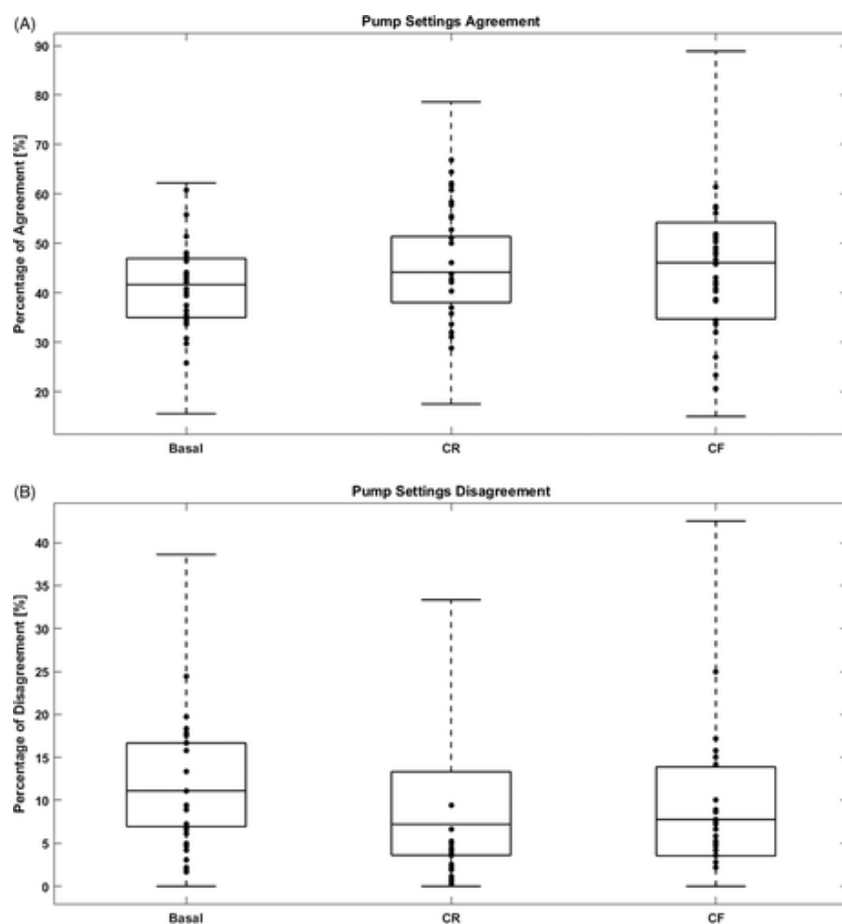 (A)
Pump Settings Agreement
Percentage of Agreement [%]
90
80
70
60
50
40
30
20
Basal CR CF
(B)
Pump Settings Disagreement
Percentage of Disagreement [%]
40
35
30
25
20
15
10
5
0
Basal CR CF